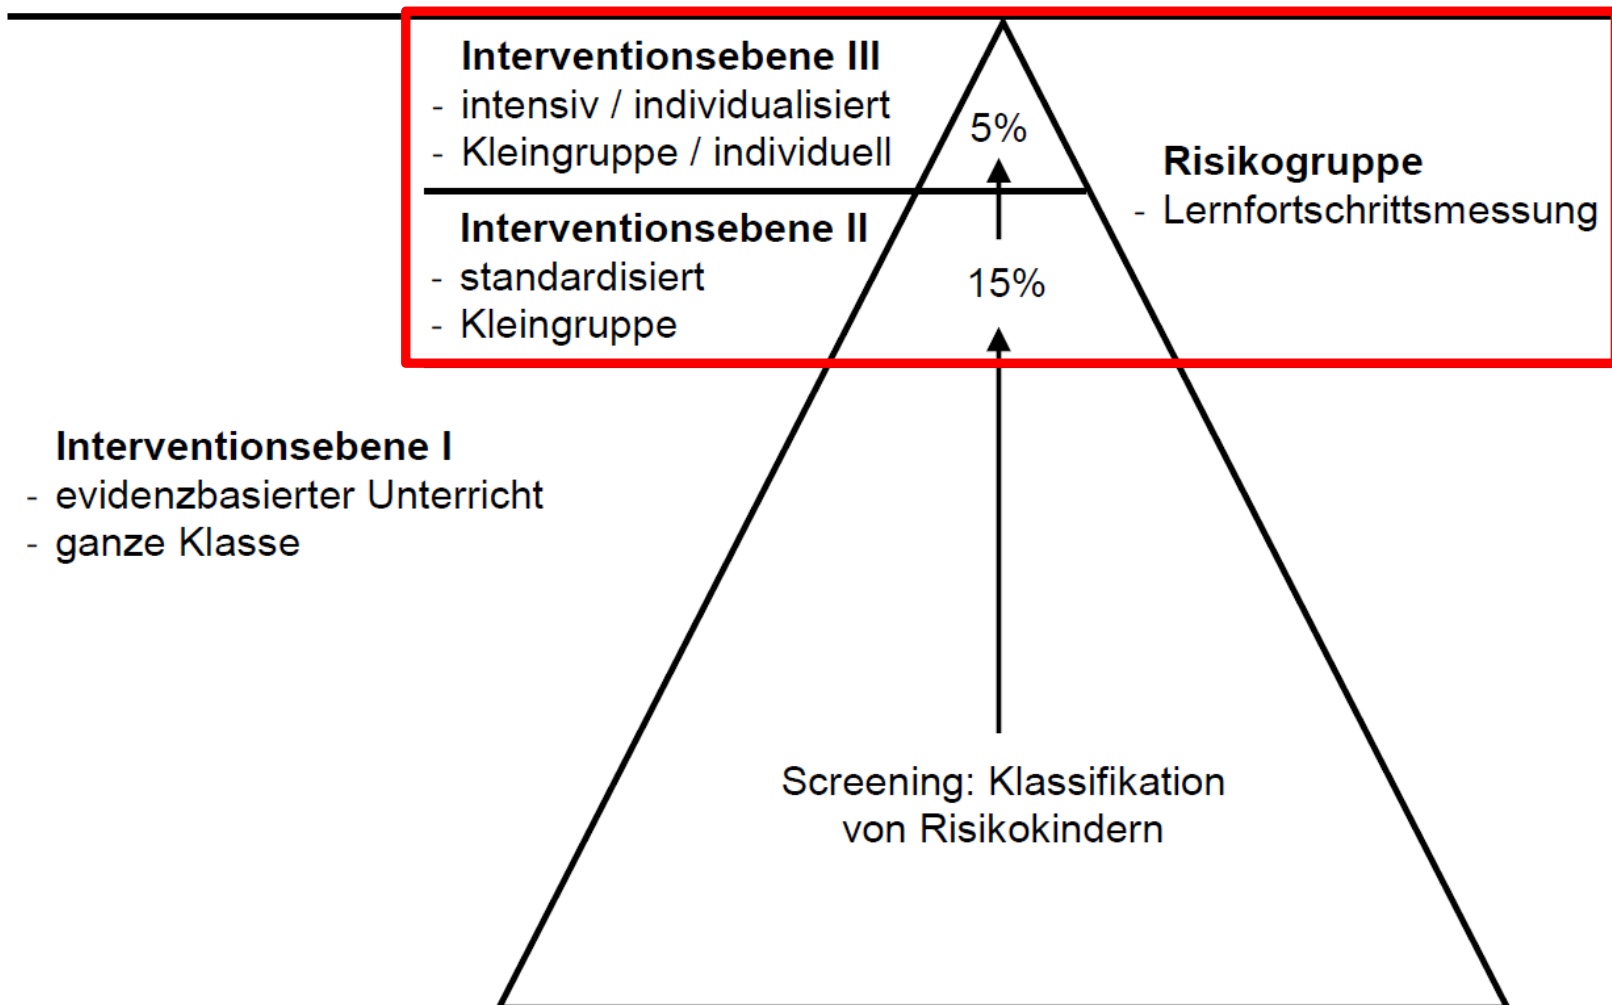 Interventionsebene III
- intensiv / individualisiert
- Kleingruppe / individuell
5%
Risikogruppe
- Lernfortschrittsmessung
Interventionsebene II
- standardisiert
- Kleingruppe
15%
Interventionsebene I
- evidenzbasierter Unterricht
- ganze Klasse
Screening: Klassifikation
von Risikokindern